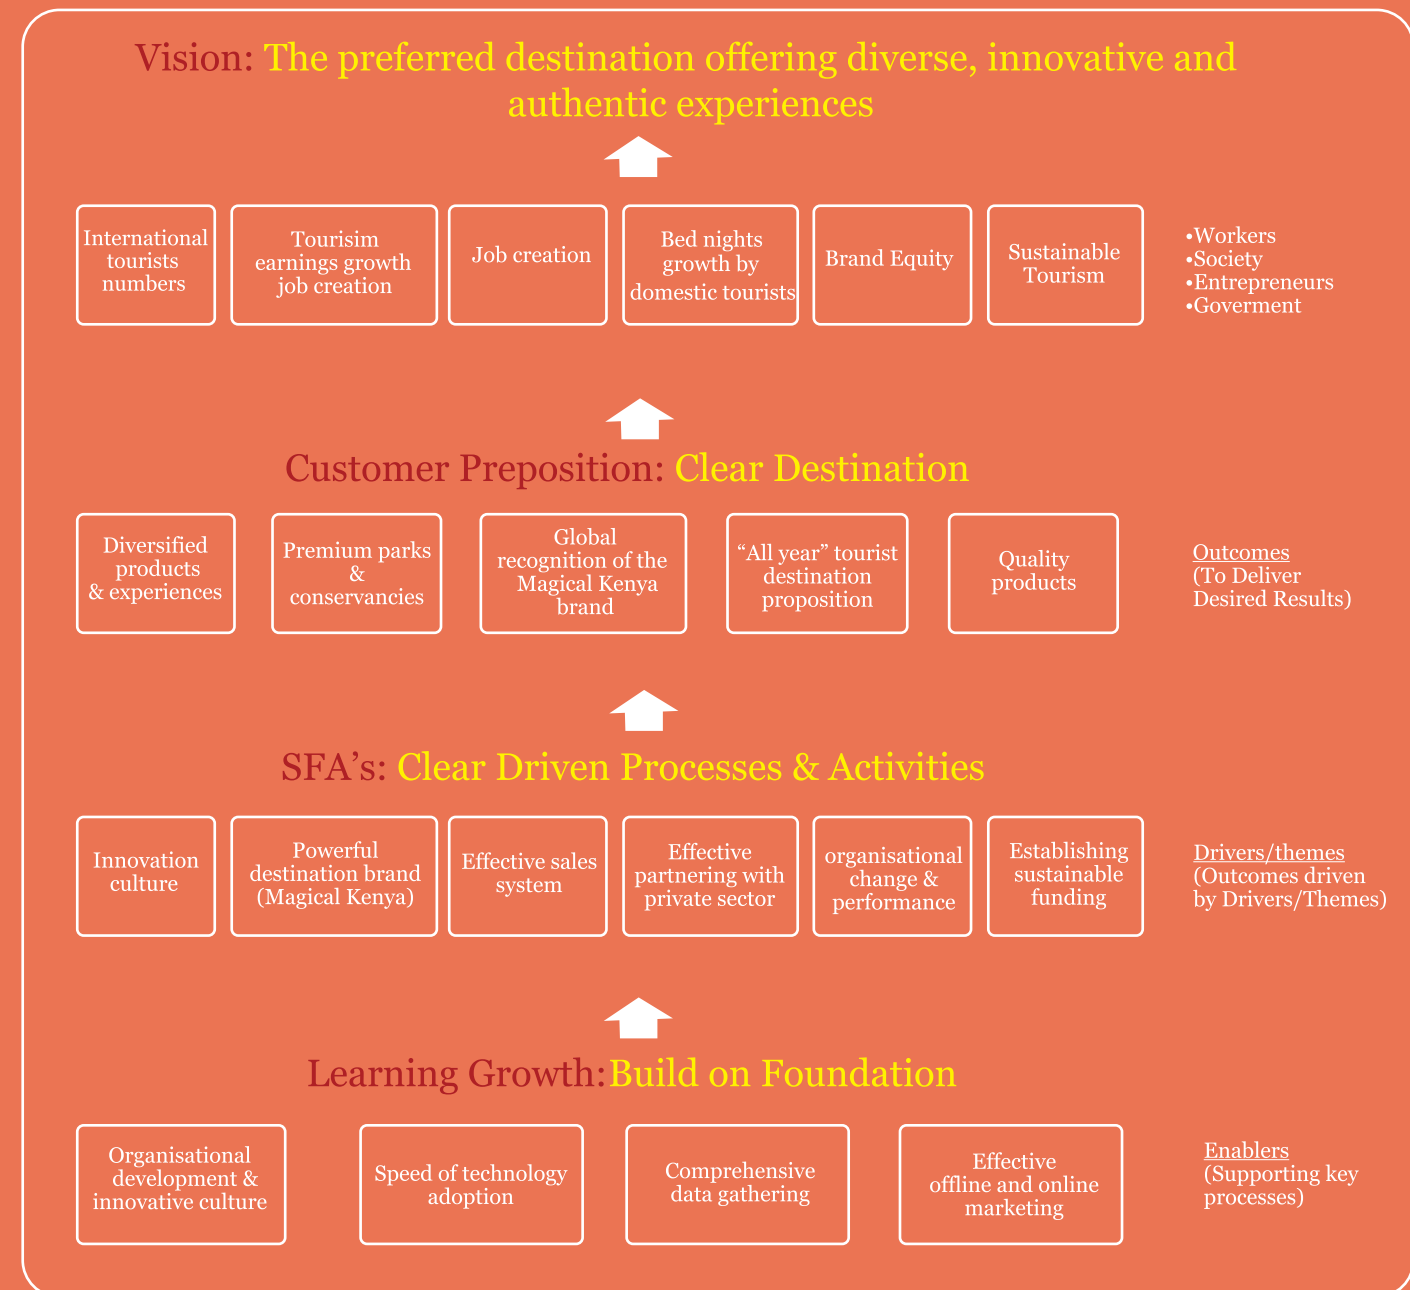 Vision: The preferred destination offering diverse, innovative and
authentic experiences
International
tourists
numbers
Tourisim
earnings growth
job creation
Job creation
Bed nights
growth by
domestic tourists
Brand Equity
Sustainable
Tourism
•Workers
•Society
•Entrepreneurs
•Goverment
Customer Preposition: Clear Destination
Diversified
products
& experiences
Premium parks
&
conservancies
Global
recognition of the
Magical Kenya
brand
“All year” tourist
destination
proposition
Quality
products
Outcomes
(To Deliver
Desired Results)
SFA’s: Clear Driven Processes & Activities
Innovation
culture
Powerful
destination brand
(Magical Kenya)
Effective sales
system
Effective
partnering with
private sector
organisational
change &
performance
Establishing
sustainable
funding
Drivers/themes
(Outcomes driven
by Drivers/Themes)
Learning Growth: Build on Foundation
Organisational
development &
innovative culture
Speed of technology
adoption
Comprehensive
data gathering
Effective
offline and online
marketing
Enablers
(Supporting key
processes)